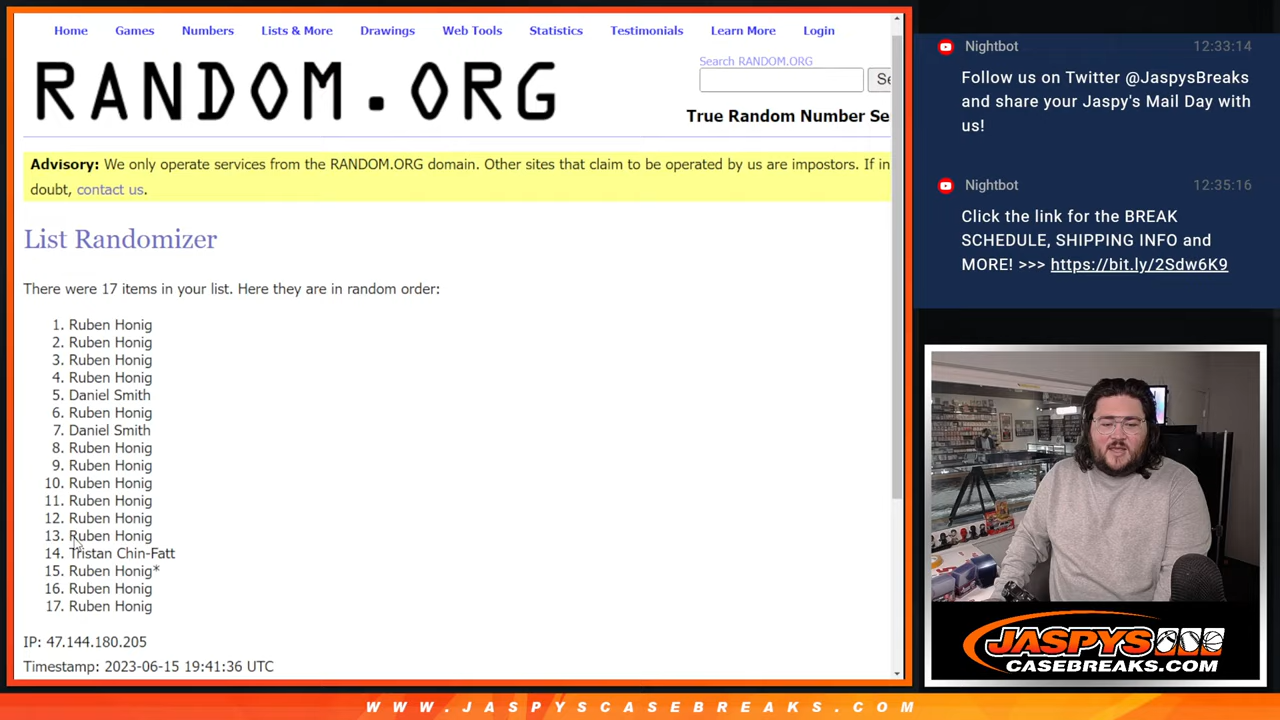 Home Games Numbers Lists & More Drawings Web Tools Statistics Testimonials Learn More Login
Search RANDOM.ORG
RANDOM.ORG
Se
True Random Number Se
Advisory: We only operate services from the RANDOM.ORG domain. Other sites that claim to be operated by us are impostors. If in
doubt, contact us.
List Randomizer
There were 17 items in your list. Here they are in random order:
1. Ruben Honig
2. Ruben Honig
3. Ruben Honig
4. Ruben Honig
5. Daniel Smith
6. Ruben Honig
7. Daniel Smith
8. Ruben Honig
9. Ruben Honig
10. Ruben Honig
11. Ruben Honig
12. Ruben Honig
13. Ruben Honig
14. Tristan Chin-Fatt
15. Ruben Honig*
16. Ruben Honig
17. Ruben Honig
IP: 47.144.180.205
Timestamp: 2023-06-15 19:41:36 UTC
Nightbot 12:33:14
Follow us on Twitter @JaspysBreaks
and share your Jaspy's Mail Day with
us!
Nightbot 12:35:16
Click the link for the BREAK
SCHEDULE, SHIPPING INFO and
MORE! >>> https://bit.ly/2Sdw6K9
JASPYS
CASEBREAKS.COM
WWW.JASPYSCASEBREAKS.COM